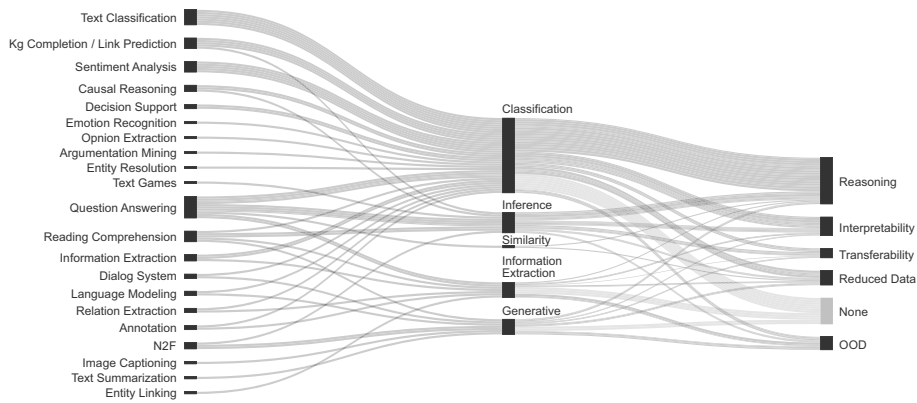 Text Classification
Kg Completion / Link Prediction
Sentiment Analysis
Causal Reasoning
Decision Support
Emotion Recognition
Opnion Extraction
Argumentation Mining
Entity Resolution
Text Games
Question Answering
Reading Comprehension
Information Extraction
Dialog System
Language Modeling
Relation Extraction
Annotation
N2F
Image Captioning
Text Summarization
Entity Linking
Classification
Inference
Similarity
Information
Extraction
Generative
Reasoning
Interpretability
Transferability
Reduced Data
None
OOD